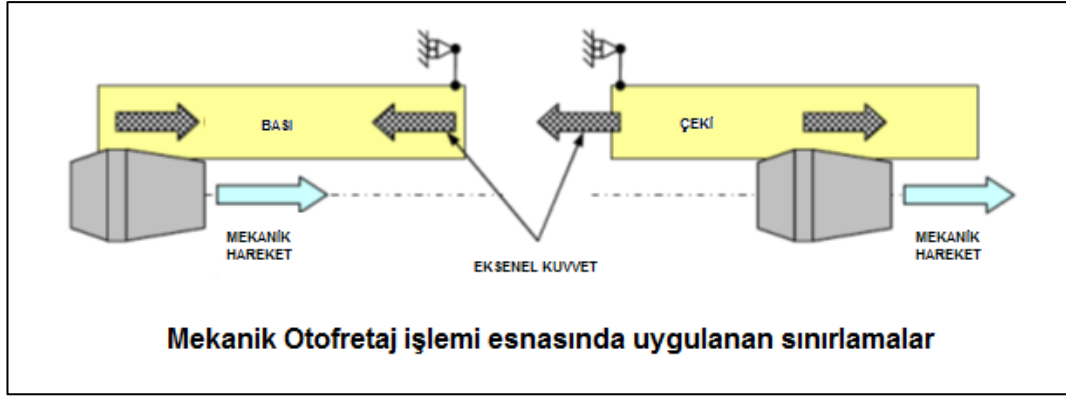 BASI
ÇEKİ
MEKANİK
HAREKET
EKSENEL KUVVET
MEKANİK
HAREKET
Mekanik Otofretaj işlemi esnasında uygulanan sınırlamalar